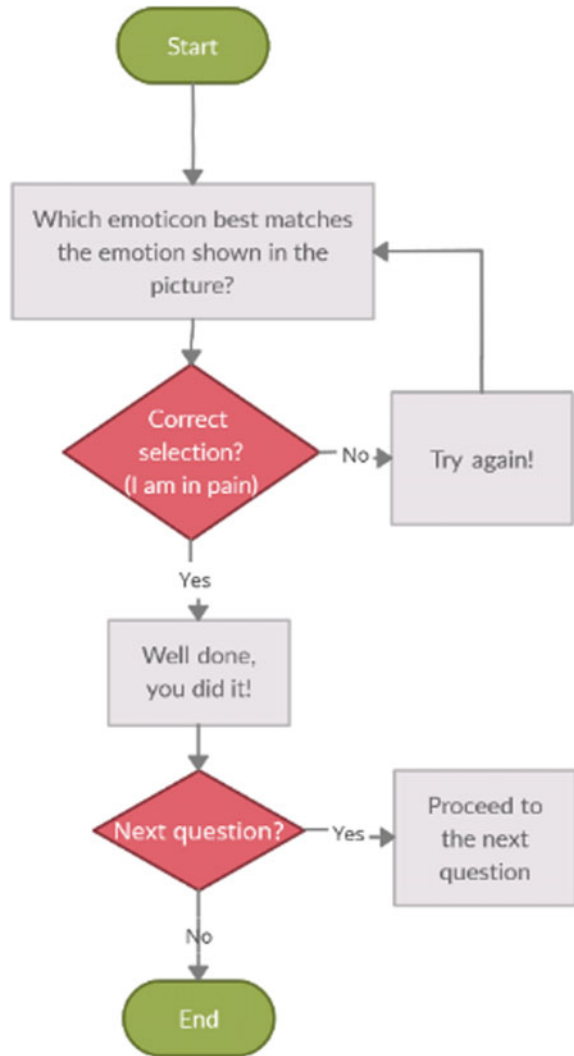 Start
Which emoticon best matches
the emotion shown in the
picture?
Correct
selection?
(I am in pain)
No
Try again!
Yes
Well done,
you did it!
Next question?
Yes
Proceed to
the next
question
No
End